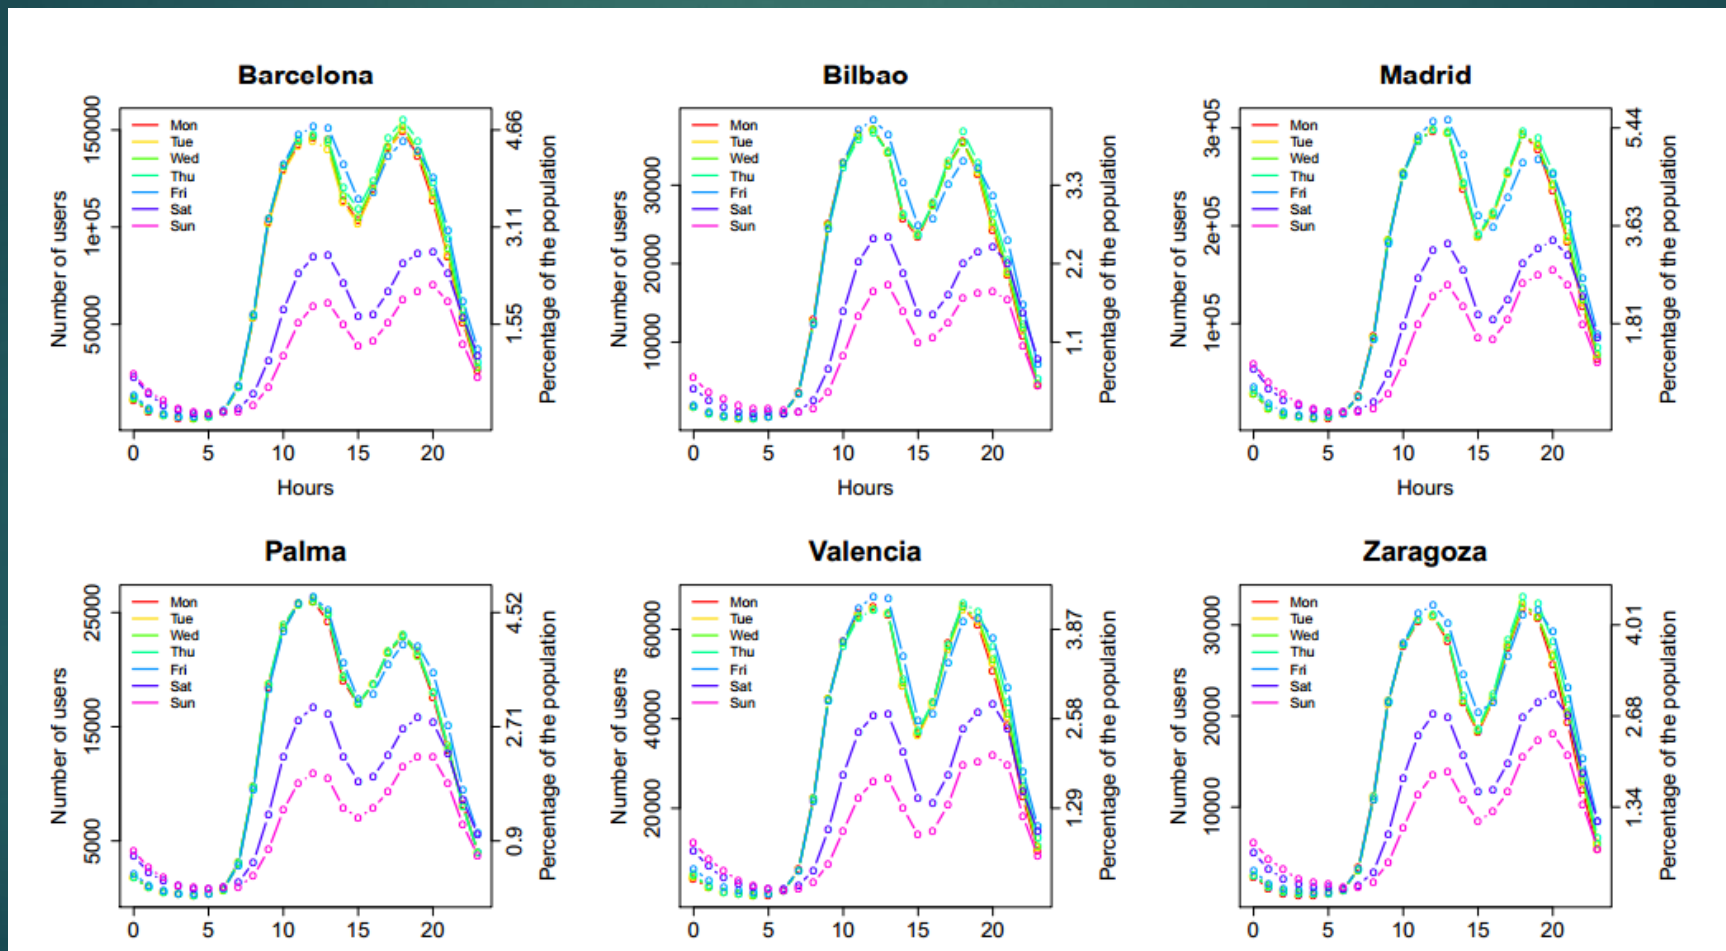 Barcelona
Number of users
50000 1e+05 150000
Mon
Tue
Wed
Thu
Fri
Sat
Sun
1.55 3.11 4.66
Percentage of the population
0 5 10 15 20
Hours
Bilbao
Number of users
10000 20000 30000
Mon
Tue
Wed
Thu
Fri
Sat
Sun
1.1 2.2 3.3
Percentage of the population
0 5 10 15 20
Hours
Madrid
Number of users
1e+05 2e+05 3e+05
Mon
Tue
Wed
Thu
Fri
Sat
Sun
1.81 3.63 5.44
Percentage of the population
0 5 10 15 20
Hours
Palma
Number of users
5000 15000 25000
Mon
Tue
Wed
Thu
Fri
Sat
Sun
0.9 2.71 4.52
Percentage of the population
0 5 10 15 20
Valencia
Number of users
20000 40000 60000
Mon
Tue
Wed
Thu
Fri
Sat
Sun
1.29 2.58 3.87
Percentage of the population
0 5 10 15 20
Zaragoza
Number of users
10000 20000 30000
Mon
Tue
Wed
Thu
Fri
Sat
Sun
1.34 2.68 4.01
Percentage of the population
0 5 10 15 20